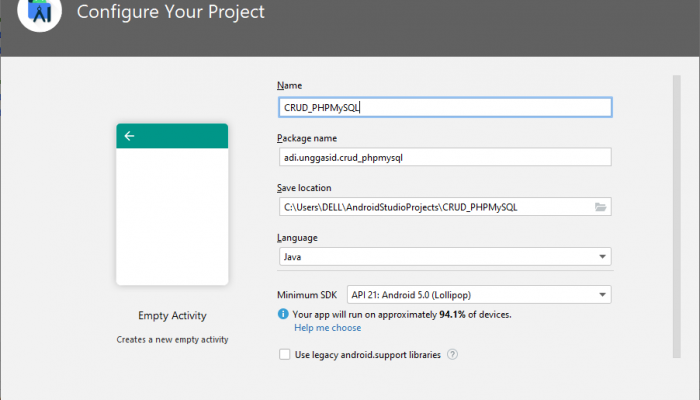 Configure Your Project
Name
CRUD_PHPMySQL
Package name
adi.unggasid.crud_phpmysql
Save location
C:\Users\DELL\AndroidStudioProjects\CRUD_PHPMySQL
Language
Java
Minimum SDK API 21: Android 5.0 (Lollipop)
Your app will run on approximately 94.1% of devices.
Empty Activity
Help me choose
Creates a new empty activity
Use legacy android.support libraries ?